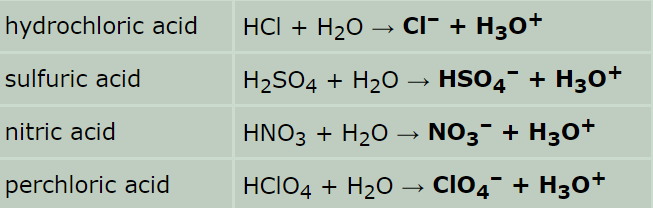 hydrochloric acid HCl + H₂O → Cl⁻ + H₃O⁺
sulfuric acid H₂SO₄ + H₂O → HSO₄⁻ + H₃O⁺
nitric acid HNO₃ + H₂O → NO₃⁻ + H₃O⁺
perchloric acid HClO₄ + H₂O → ClO₄⁻ + H₃O⁺